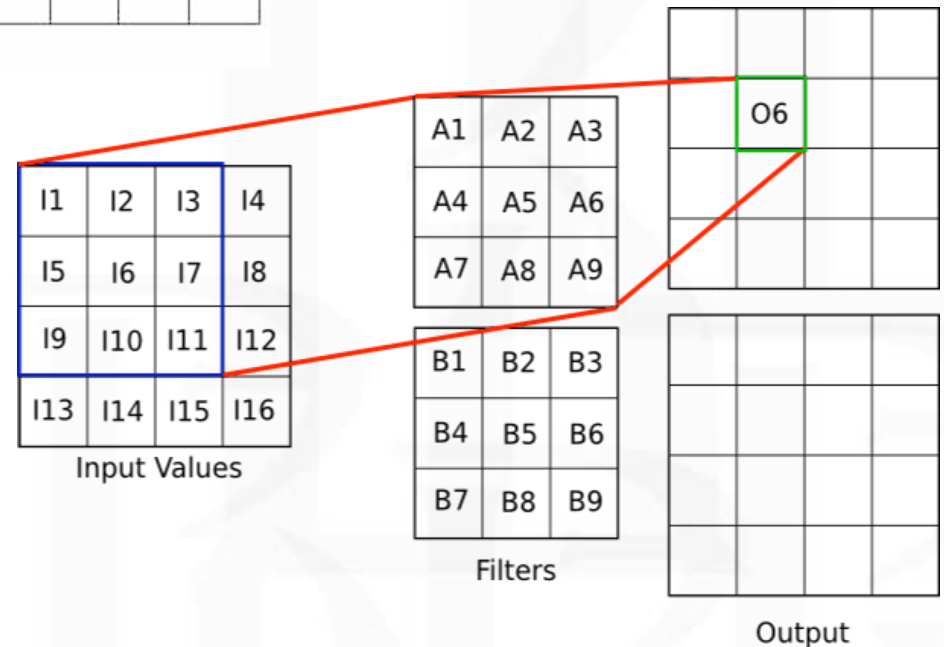 I1 I2 I3 I4
I5 I6 I7 I8
I9 I10 I11 I12
I13 I14 I15 I16
Input Values
A1 A2 A3
A4 A5 A6
A7 A8 A9
B1 B2 B3
B4 B5 B6
B7 B8 B9
Filters
O6
Output